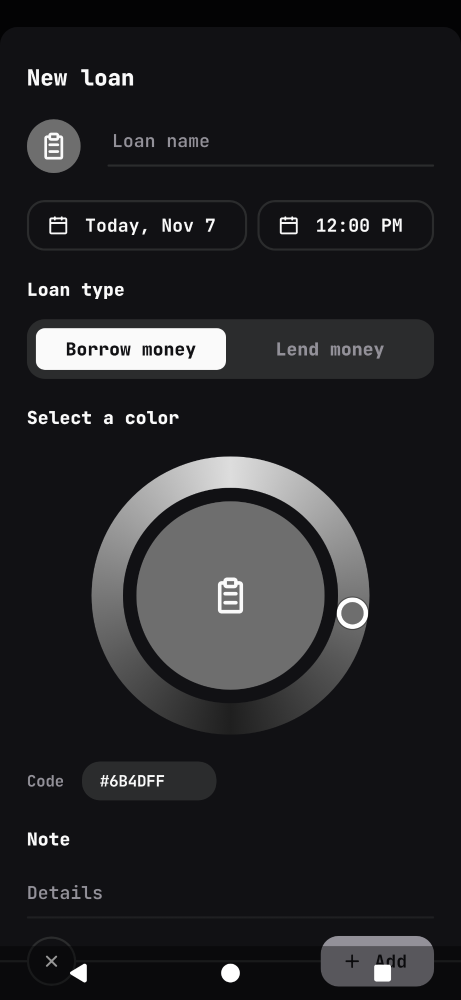 New loan
Loan name
Today, Nov 7
12:00 PM
Loan type
Borrow money
Lend money
Select a color
Code
#6B4DFF
Note
Details
Add